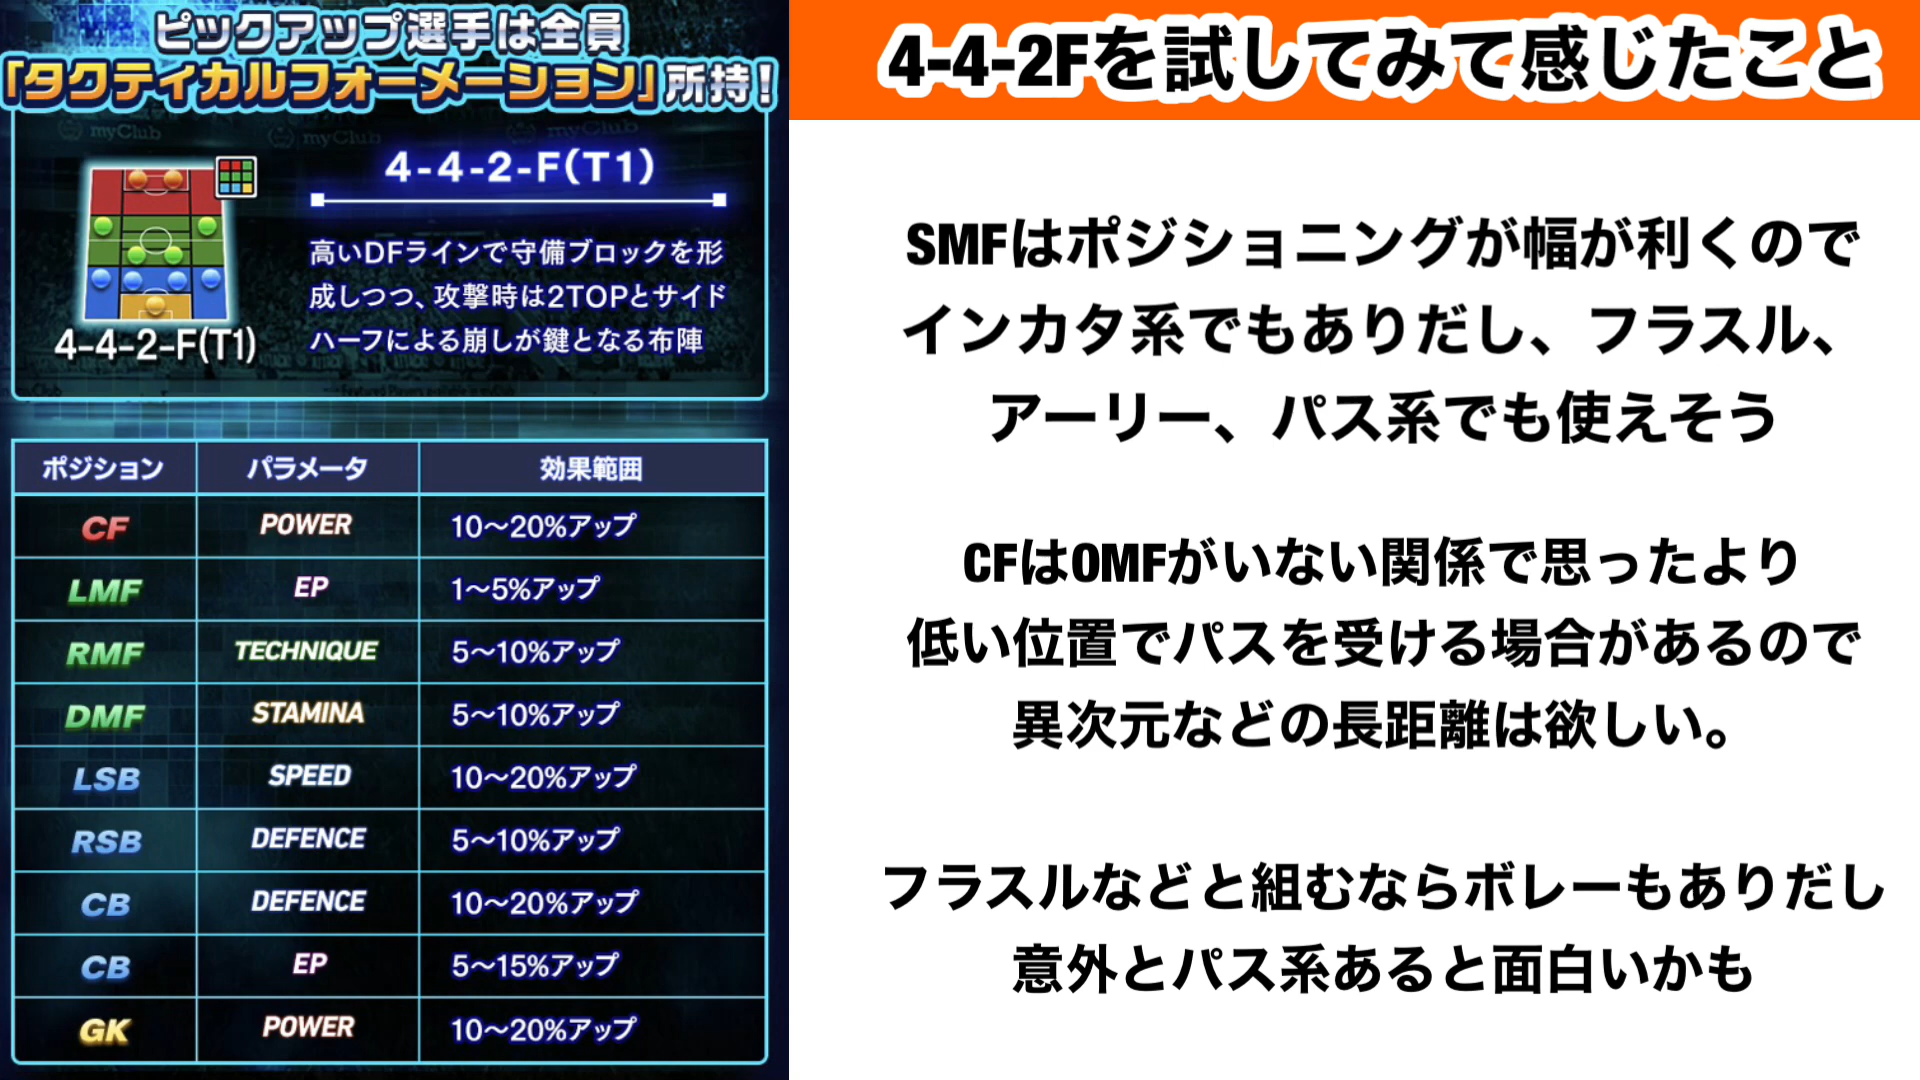 ピックアップ選手は全員
「タクティカルフォーメーション」所持!
myClub
myClub
myClub
4-4-2-F(T1)
高いDFラインで守備ブロックを形
成しつつ、攻撃時は2TOPとサイド
ハーフによる崩しが鍵となる布陣
4-4-2-F(T1)
ポジション パラメータ 効果範囲
CF POWER 10〜20%アップ
LMF EP 1〜5%アップ
RMF TECHNIQUE 5〜10%アップ
DMF STAMINA 5〜10%アップ
LSB SPEED 10〜20%アップ
RSB DEFENCE 5〜10%アップ
CB DEFENCE 10〜20%アップ
CB EP 5〜15%アップ
GK POWER 10〜20%アップ
4-4-2Fを試してみて感じたこと
SMFはポジショニングが幅が利くので
インカタ系でもありだし、フラスル、
アーリー、パス系でも使えそう
CFはOMFがいない関係で思ったより
低い位置でパスを受ける場合があるので
異次元などの長距離は欲しい。
フラスルなどと組むならボレーもありだし
意外とパス系あると面白いかも